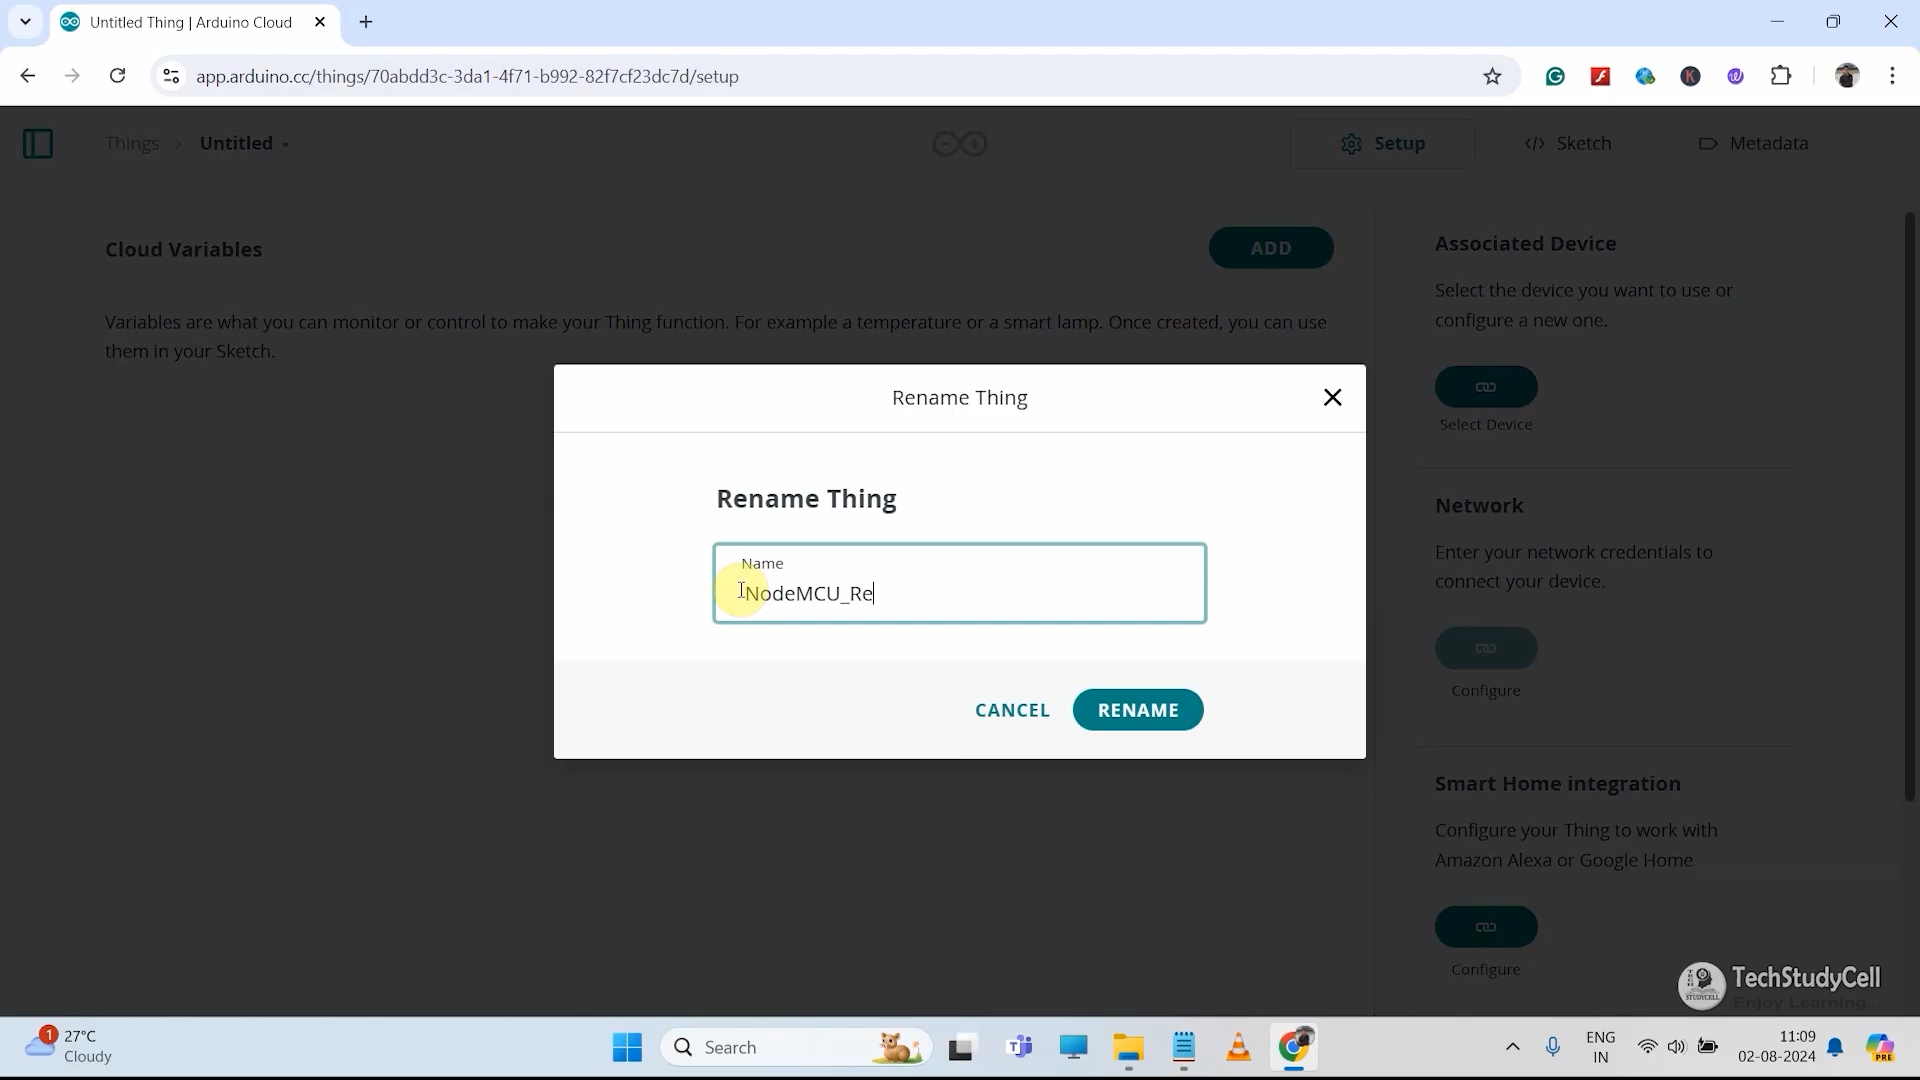 Untitled Thing | Arduino Cloud
app.arduino.cc/things/70abdd3c-3da1-4f71-b992-82f7cf23dc7d/setup
Things > Untitled
Setup
</> Sketch
Metadata
Cloud Variables
ADD
Variables are what you can monitor or control to make your Thing function. For example a temperature or a smart lamp. Once created, you can use
them in your Sketch.
Associated Device
Select the device you want to use or
configure a new one.
Select Device
Network
Enter your network credentials to
connect your device.
Configure
Smart Home integration
Configure your Thing to work with
Amazon Alexa or Google Home
Configure
Rename Thing
Rename Thing
Name
NodeMCU_Re
CANCEL
RENAME
TECH
STUDYCELL
TechStudyCell
Enjoy Learning...
1
27°C
Cloudy
Search
ENG
IN
11:09
02-08-2024
PRE